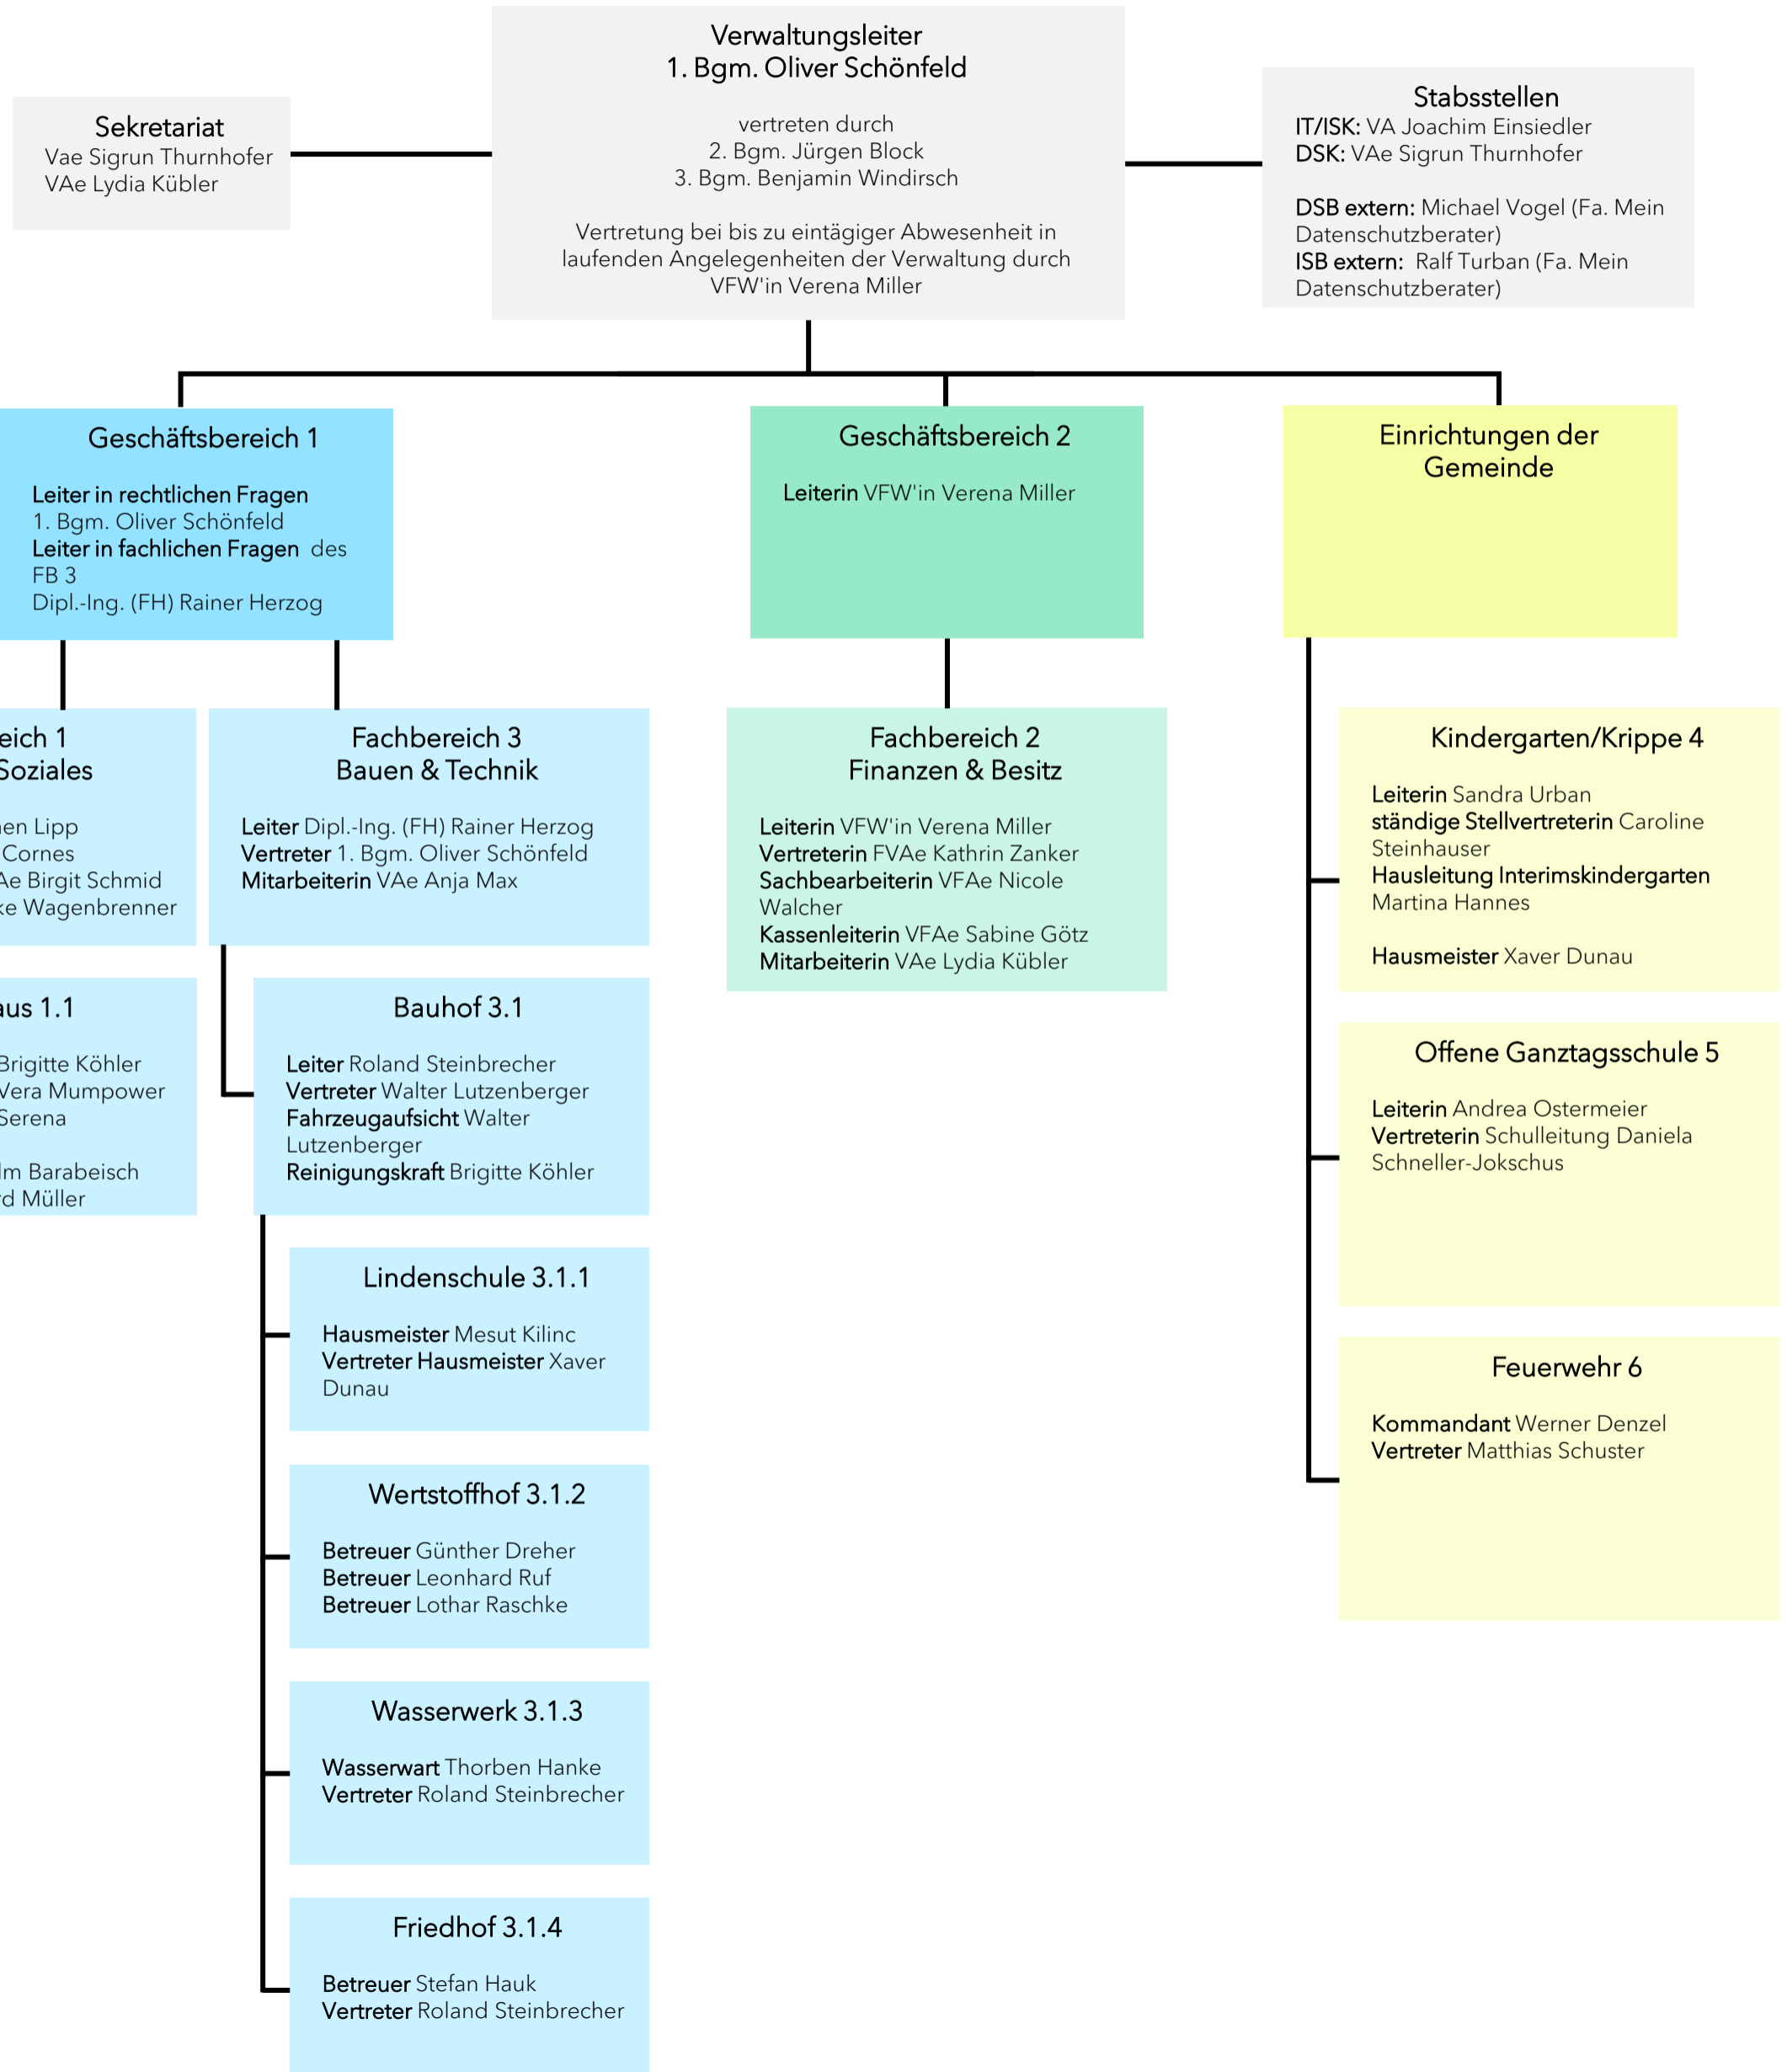 Verwaltungsleiter
1. Bgm. Oliver Schönfeld
vertreten durch
2. Bgm. Jürgen Block
3. Bgm. Benjamin Windirsch
Vertretung bei bis zu eintägiger Abwesenheit in
laufenden Angelegenheiten der Verwaltung durch
VFW'in Verena Miller
Sekretariat
Vae Sigrun Thurnhofer
VAe Lydia Kübler
Stabsstellen
IT/ISK: VA Joachim Einsiedler
DSK: VAe Sigrun Thurnhofer
DSB extern: Michael Vogel (Fa. Mein
Datenschutzberater)
ISB extern: Ralf Turban (Fa. Mein
Datenschutzberater)
Geschäftsbereich 1
Leiter in rechtlichen Fragen
1. Bgm. Oliver Schönfeld
Leiter in fachlichen Fragen des
FB 3
Dipl.-Ing. (FH) Rainer Herzog
Geschäftsbereich 2
Leiterin VFW'in Verena Miller
Einrichtungen der
Gemeinde
eich 1
Soziales
en Lipp
Cornes
Ae Birgit Schmid
ke Wagenbrenner
aus 1.1
Brigitte Köhler
Vera Mumpower
Serena
lm Barabeisch
rd Müller
Fachbereich 3
Bauen & Technik
Leiter Dipl.-Ing. (FH) Rainer Herzog
Vertreter 1. Bgm. Oliver Schönfeld
Mitarbeiterin VAe Anja Max
Bauhof 3.1
Leiter Roland Steinbrecher
Vertreter Walter Lutzenberger
Fahrzeugaufsicht Walter
Lutzenberger
Reinigungskraft Brigitte Köhler
Lindenschule 3.1.1
Hausmeister Mesut Kilinc
Vertreter Hausmeister Xaver
Dunau
Wertstoffhof 3.1.2
Betreuer Günther Dreher
Betreuer Leonhard Ruf
Betreuer Lothar Raschke
Wasserwerk 3.1.3
Wasserwart Thorben Hanke
Vertreter Roland Steinbrecher
Friedhof 3.1.4
Betreuer Stefan Hauk
Vertreter Roland Steinbrecher
Fachbereich 2
Finanzen & Besitz
Leiterin VFW'in Verena Miller
Vertreterin FVAe Kathrin Zanker
Sachbearbeiterin VFAe Nicole
Walcher
Kassenleiterin VFAe Sabine Götz
Mitarbeiterin VAe Lydia Kübler
Kindergarten/Krippe 4
Leiterin Sandra Urban
ständige Stellvertreterin Caroline
Steinhauser
Hausleitung Interimskindergarten
Martina Hannes
Hausmeister Xaver Dunau
Offene Ganztagsschule 5
Leiterin Andrea Ostermeier
Vertreterin Schulleitung Daniela
Schneller-Jokschus
Feuerwehr 6
Kommandant Werner Denzel
Vertreter Matthias Schuster